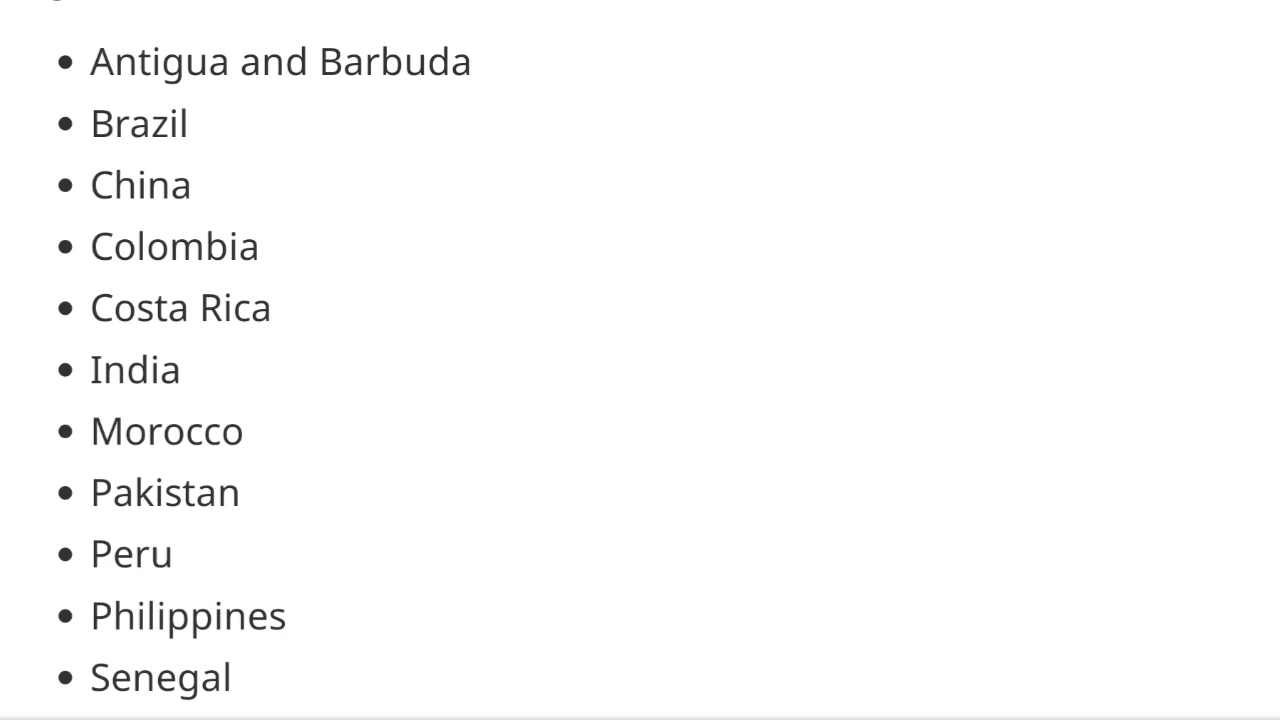 • Antigua and Barbuda
• Brazil
• China
• Colombia
• Costa Rica
• India
• Morocco
• Pakistan
• Peru
• Philippines
• Senegal